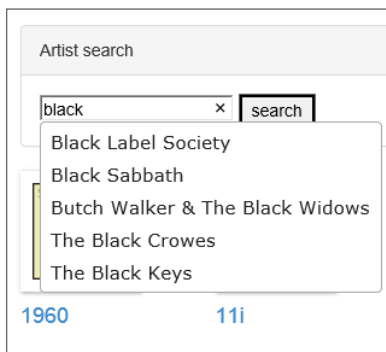 Artist search
black × search
Black Label Society
Black Sabbath
Butch Walker & The Black Widows
The Black Crowes
The Black Keys
1960 11i